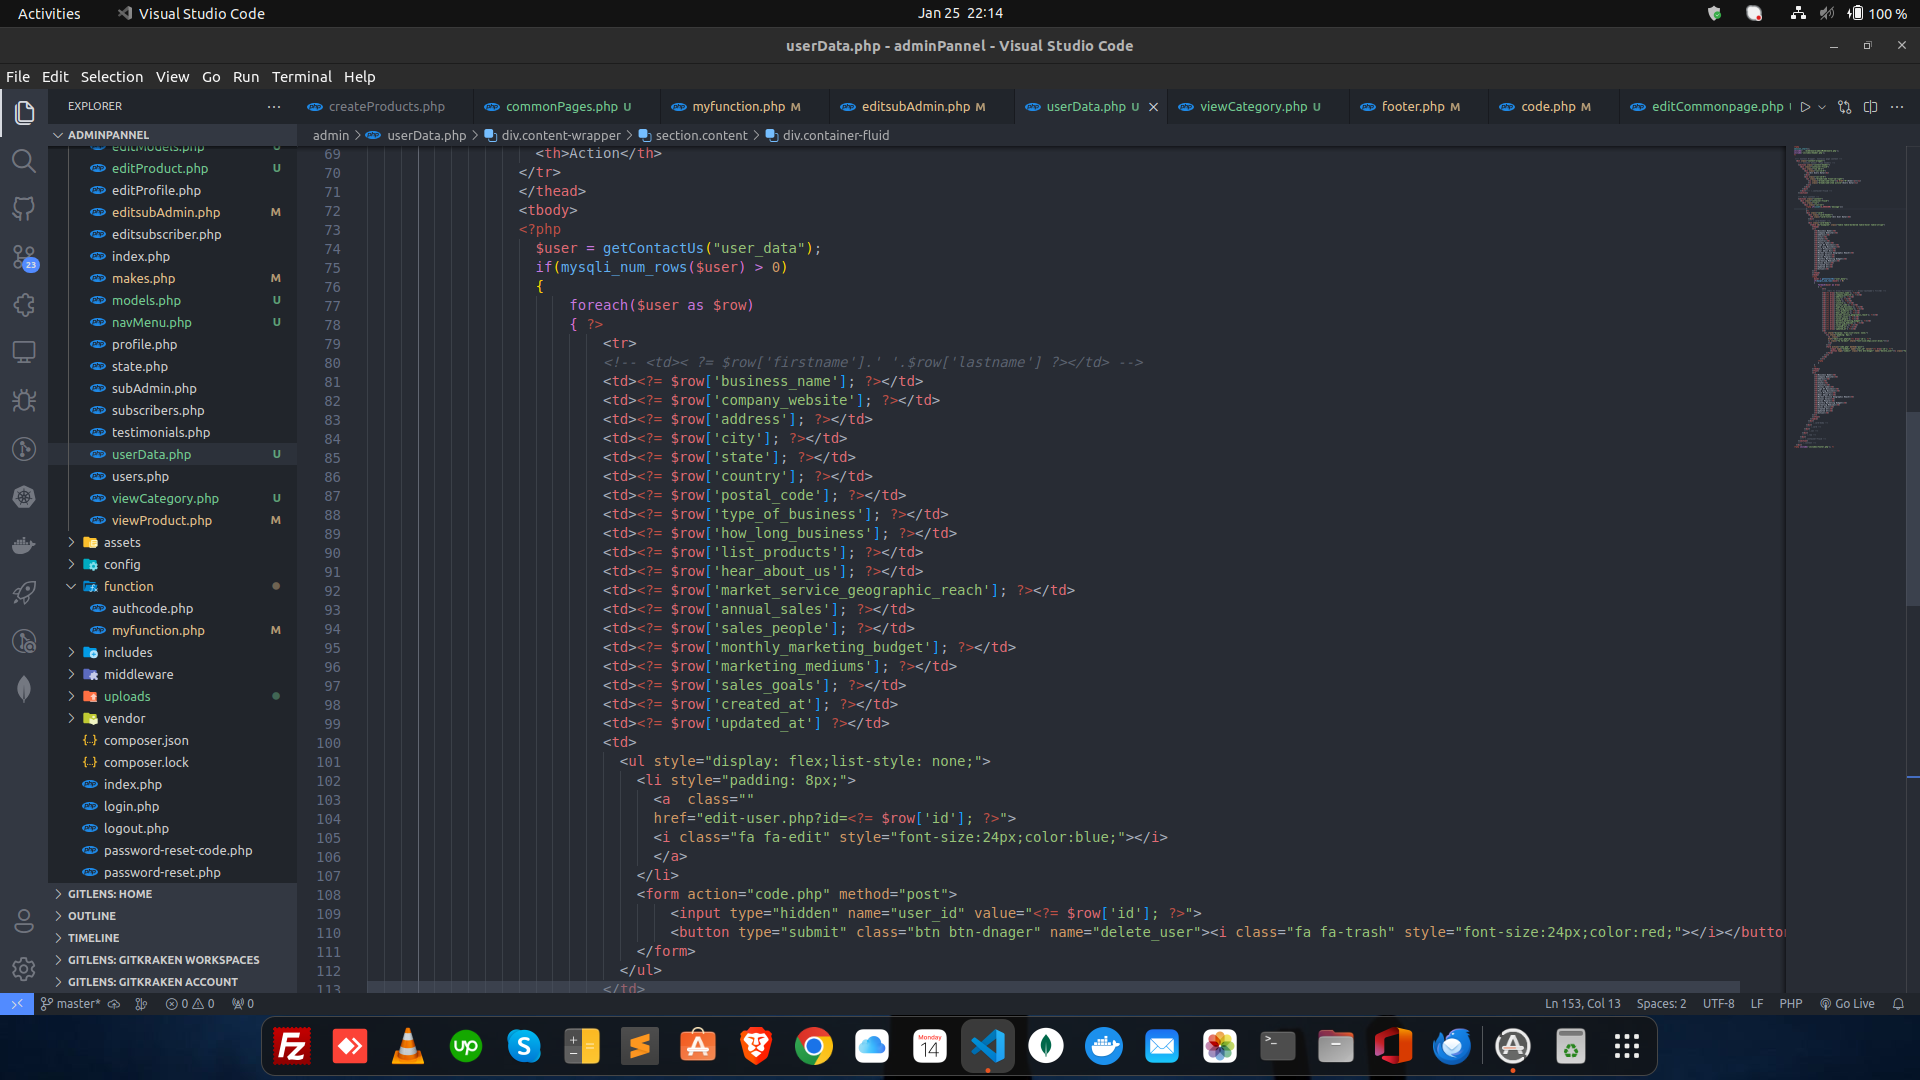 Activities
Visual Studio Code
Jan 25 22:14
100 %
userData.php - adminPannel - Visual Studio Code
File Edit Selection View Go Run Terminal Help
EXPLORER
createProducts.php
commonPages.php U
myfunction.php M
editsubAdmin.php M
userData.php U
viewCategory.php U
footer.php M
code.php M
editCommonpage.php
ADMINPANNEL
admin > userData.php > div.content-wrapper > section.content > div.container-fluid
editModels.php U
editProduct.php U
editProfile.php
editsubAdmin.php M
editsubscriber.php
index.php
makes.php M
models.php U
navMenu.php U
profile.php
state.php
subAdmin.php
subscribers.php
testimonials.php
userData.php U
users.php
viewCategory.php U
viewProduct.php M
assets
config
function
authcode.php
myfunction.php M
includes
middleware
uploads
vendor
composer.json
composer.lock
index.php
login.php
logout.php
password-reset-code.php
password-reset.php
GITLENS: HOME
OUTLINE
TIMELINE
GITLENS: GITKRAKEN WORKSPACES
GITLENS: GITKRAKEN ACCOUNT
23
69 <th>Action</th>
70 </tr>
71 </thead>
72 <tbody>
73 <?php
74 $user = getContactUs("user_data");
75 if(mysqli_num_rows($user) > 0)
76 {
77 foreach($user as $row)
78 { ?>
79 <tr>
80 <!-- <td>< ?= $row['firstname'].' '.$row['lastname'] ?></td> -->
81 <td><?= $row['business_name']; ?></td>
82 <td><?= $row['company_website']; ?></td>
83 <td><?= $row['address']; ?></td>
84 <td><?= $row['city']; ?></td>
85 <td><?= $row['state']; ?></td>
86 <td><?= $row['country']; ?></td>
87 <td><?= $row['postal_code']; ?></td>
88 <td><?= $row['type_of_business']; ?></td>
89 <td><?= $row['how_long_business']; ?></td>
90 <td><?= $row['list_products']; ?></td>
91 <td><?= $row['hear_about_us']; ?></td>
92 <td><?= $row['market_service_geographic_reach']; ?></td>
93 <td><?= $row['annual_sales']; ?></td>
94 <td><?= $row['sales_people']; ?></td>
95 <td><?= $row['monthly_marketing_budget']; ?></td>
96 <td><?= $row['marketing_mediums']; ?></td>
97 <td><?= $row['sales_goals']; ?></td>
98 <td><?= $row['created_at']; ?></td>
99 <td><?= $row['updated_at'] ?></td>
100 <td>
101 <ul style="display: flex;list-style: none;">
102 <li style="padding: 8px;">
103 <a  class=""
104 href="edit-user.php?id=<?= $row['id']; ?>">
105 <i class="fa fa-edit" style="font-size:24px;color:blue;"></i>
106 </a>
107 </li>
108 <form action="code.php" method="post">
109 <input type="hidden" name="user_id" value="<?= $row['id']; ?>">
110 <button type="submit" class="btn btn-dnager" name="delete_user"><i class="fa fa-trash" style="font-size:24px;color:red;"></i></button
111 </form>
112 </ul>
113 </td>
master* 0 0 0
Ln 153, Col 13 Spaces: 2 UTF-8 LF PHP Go Live
Fz
up
S
Monday
14
>_
A